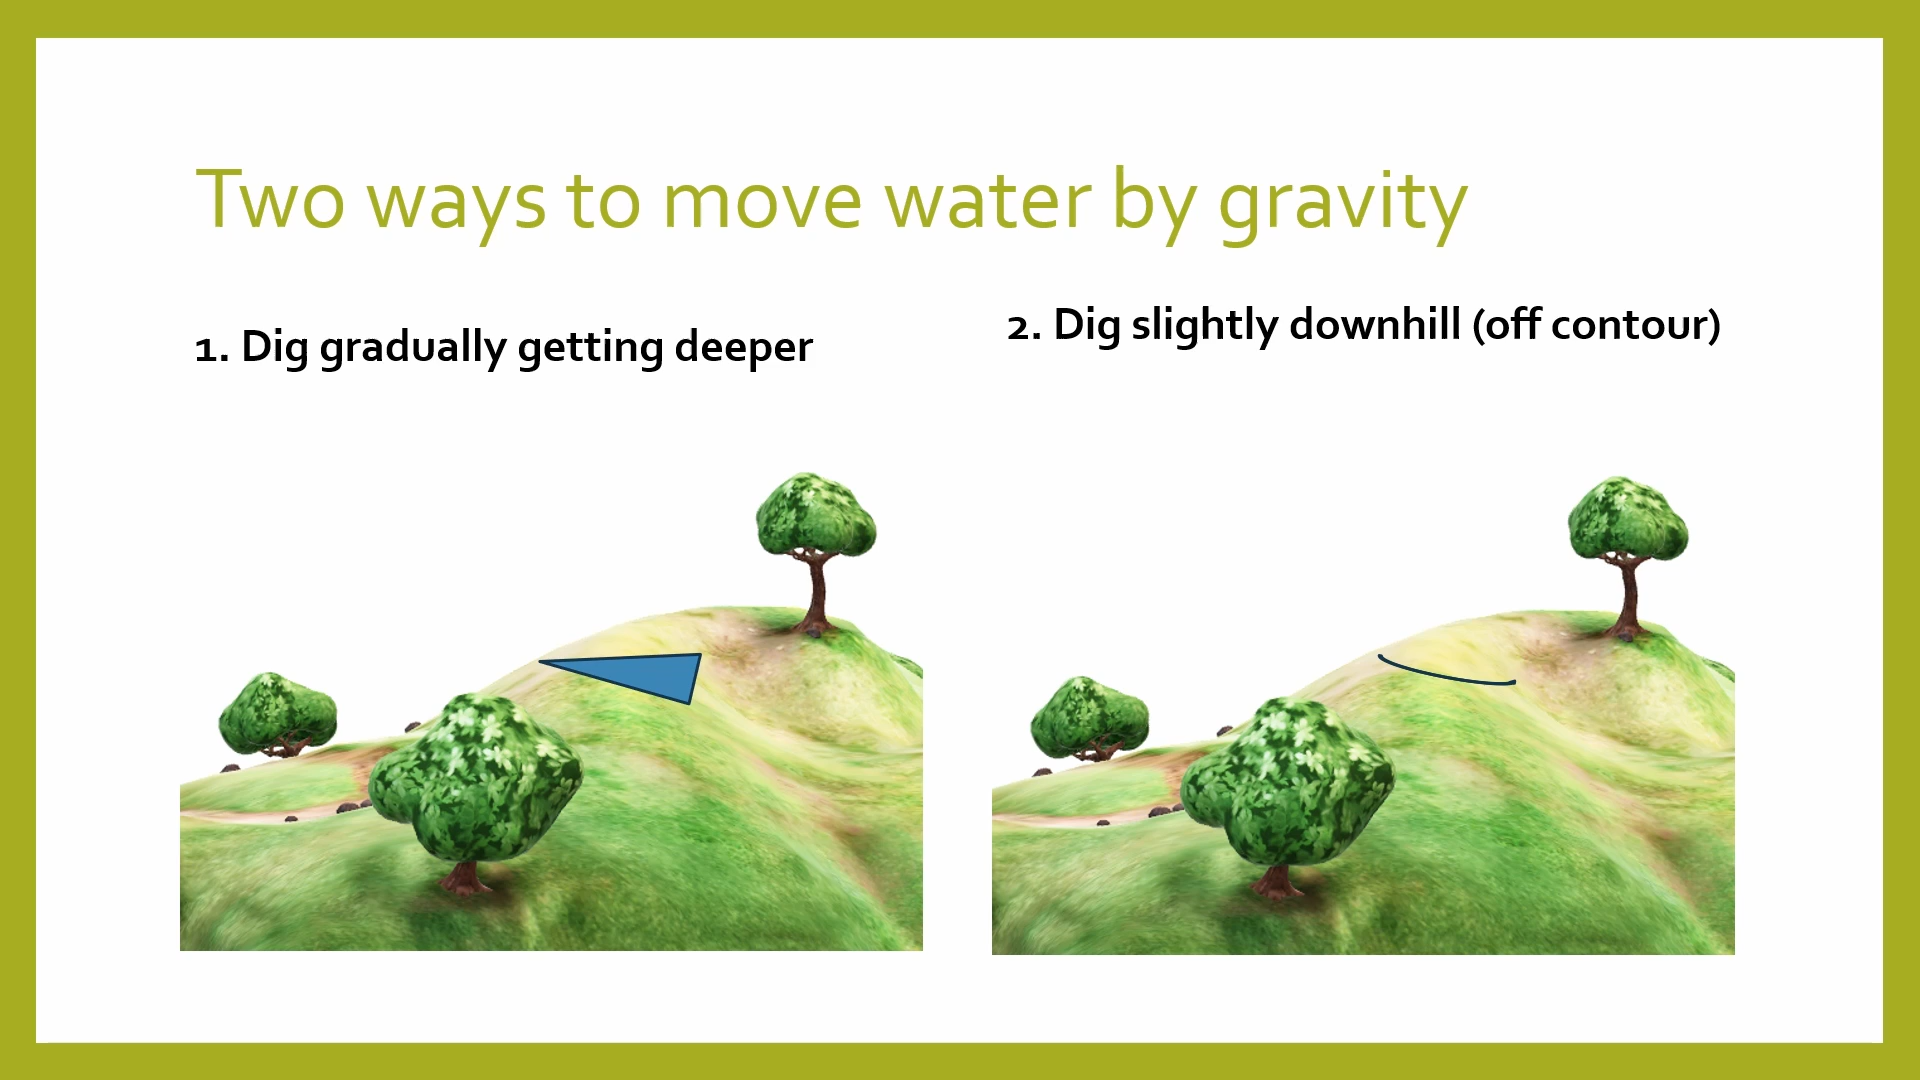 Two ways to move water by gravity
1. Dig gradually getting deeper
2. Dig slightly downhill (off contour)